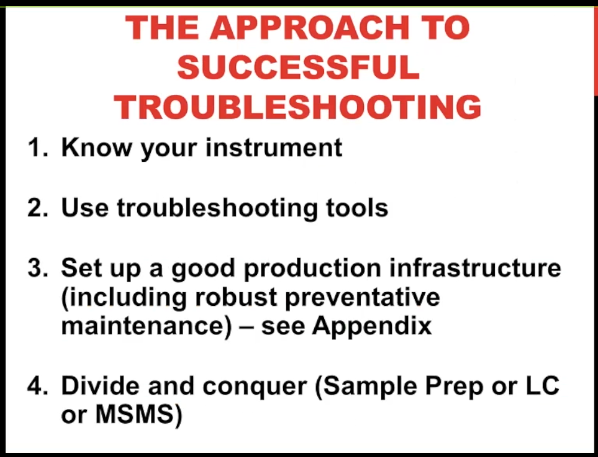 THE APPROACH TO
SUCCESSFUL
TROUBLESHOOTING
1. Know your instrument
2. Use troubleshooting tools
3. Set up a good production infrastructure
(including robust preventative
maintenance) – see Appendix
4. Divide and conquer (Sample Prep or LC
or MSMS)